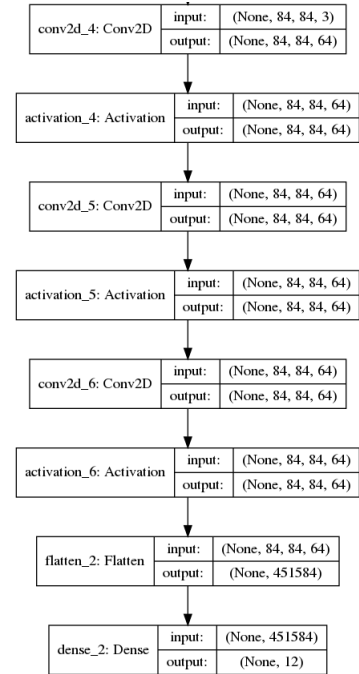 conv2d_4: Conv2D
input: (None, 84, 84, 3)
output: (None, 84, 84, 64)
activation_4: Activation
input: (None, 84, 84, 64)
output: (None, 84, 84, 64)
conv2d_5: Conv2D
input: (None, 84, 84, 64)
output: (None, 84, 84, 64)
activation_5: Activation
input: (None, 84, 84, 64)
output: (None, 84, 84, 64)
conv2d_6: Conv2D
input: (None, 84, 84, 64)
output: (None, 84, 84, 64)
activation_6: Activation
input: (None, 84, 84, 64)
output: (None, 84, 84, 64)
flatten_2: Flatten
input: (None, 84, 84, 64)
output: (None, 451584)
dense_2: Dense
input: (None, 451584)
output: (None, 12)